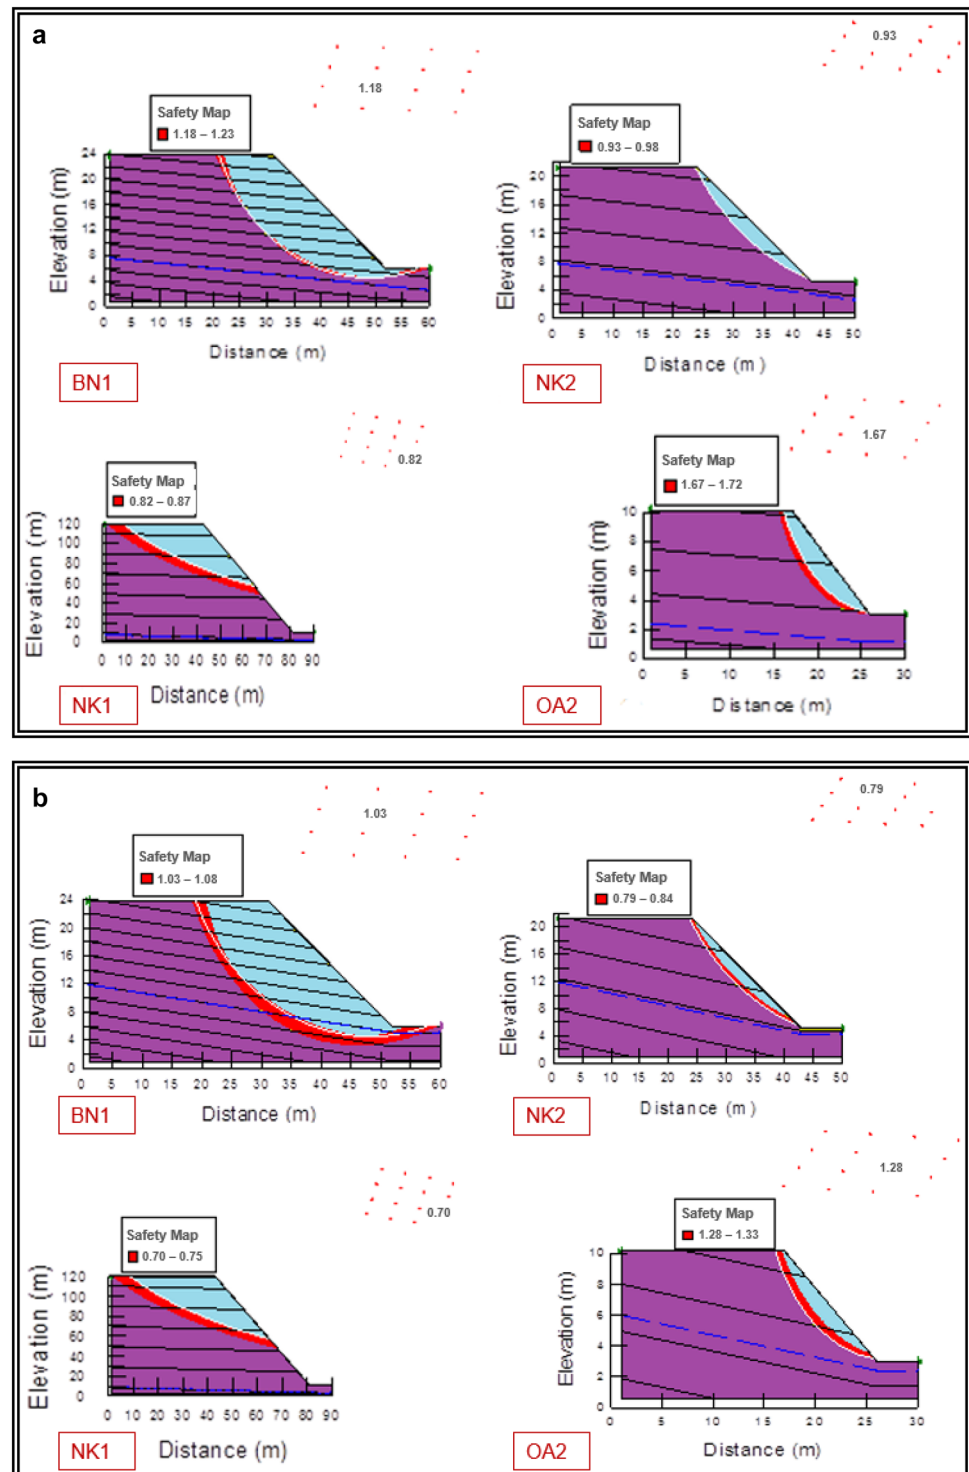 a
1.18
Safety Map
1.18 – 1.23
Elevation (m)
24
20
16
12
8
4
0
0 5 10 15 20 25 30 35 40 45 50 55 60
Distance (m)
BN1
0.93
Safety Map
0.93 – 0.98
Elevation (m)
20
16
12
8
4
0
0 5 10 15 20 25 30 35 40 45 50
Distance (m)
NK2
0.82
Safety Map
0.82 – 0.87
Elevation (m)
120
100
80
60
40
20
0
0 10 20 30 40 50 60 70 80 90
NK1
Distance (m)
1.67
Safety Map
1.67 – 1.72
Elevation (m)
10
8
6
4
2
0
0 5 10 15 20 25 30
OA2
Distance (m)
b
1.03
Safety Map
1.03 – 1.08
Elevation (m)
24
20
16
12
8
4
0
0 5 10 15 20 25 30 35 40 45 50 55 60
BN1
Distance (m)
0.79
Safety Map
0.79 – 0.84
Elevation (m)
20
16
12
8
4
0
0 5 10 15 20 25 30 35 40 45 50
NK2
Distance (m)
0.70
Safety Map
0.70 – 0.75
Elevation (m)
120
100
80
60
40
20
0
0 10 20 30 40 50 60 70 80 90
NK1
Distance (m)
1.28
Safety Map
1.28 – 1.33
Elevation (m)
10
8
6
4
2
0
0 5 10 15 20 25 30
OA2
Distance (m)